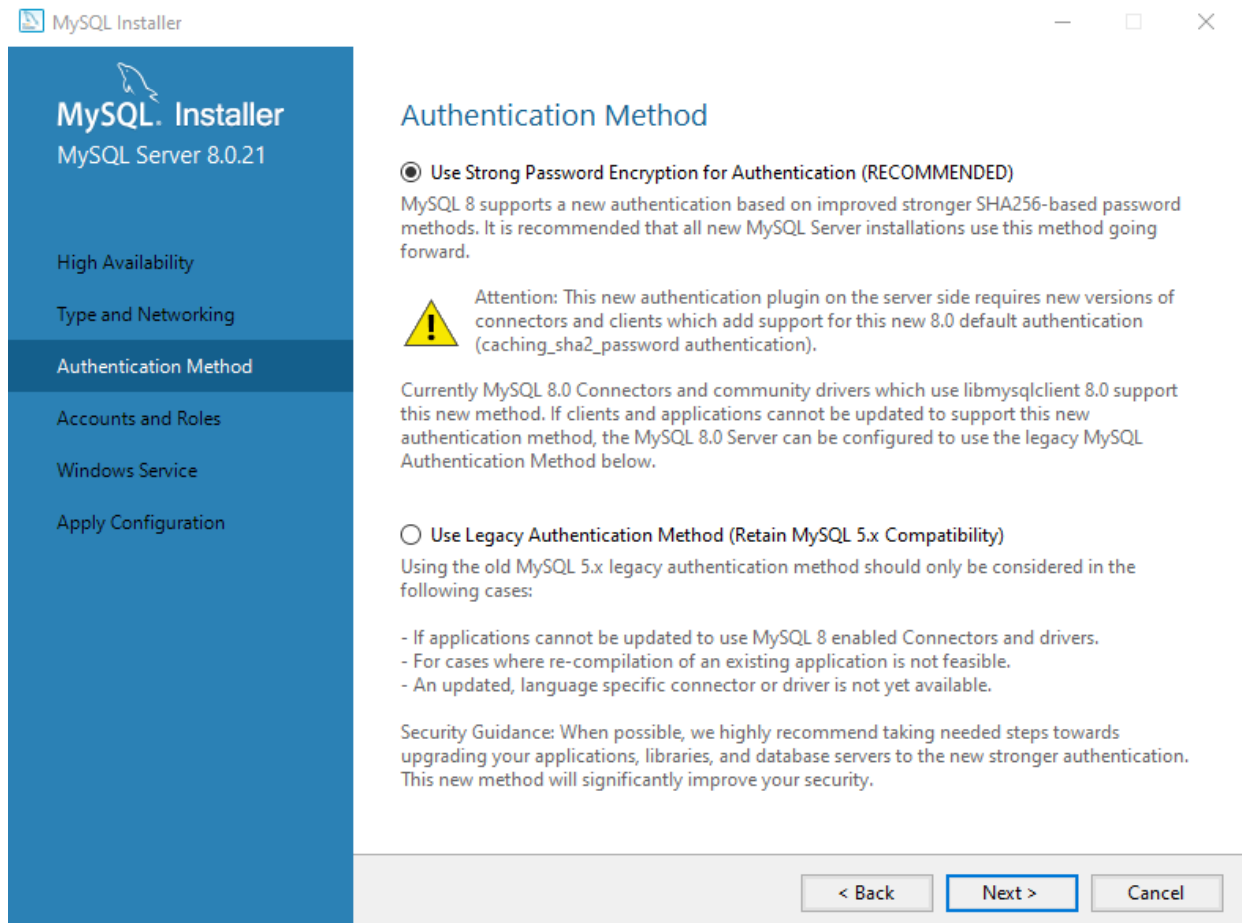 MySQL Installer
MySQL. Installer
MySQL Server 8.0.21
High Availability
Type and Networking
Authentication Method
Accounts and Roles
Windows Service
Apply Configuration
Authentication Method
Use Strong Password Encryption for Authentication (RECOMMENDED)
MySQL 8 supports a new authentication based on improved stronger SHA256-based password
methods. It is recommended that all new MySQL Server installations use this method going
forward.
Attention: This new authentication plugin on the server side requires new versions of
connectors and clients which add support for this new 8.0 default authentication
(caching_sha2_password authentication).
Currently MySQL 8.0 Connectors and community drivers which use libmysqlclient 8.0 support
this new method. If clients and applications cannot be updated to support this new
authentication method, the MySQL 8.0 Server can be configured to use the legacy MySQL
Authentication Method below.
Use Legacy Authentication Method (Retain MySQL 5.x Compatibility)
Using the old MySQL 5.x legacy authentication method should only be considered in the
following cases:
- If applications cannot be updated to use MySQL 8 enabled Connectors and drivers.
- For cases where re-compilation of an existing application is not feasible.
- An updated, language specific connector or driver is not yet available.
Security Guidance: When possible, we highly recommend taking needed steps towards
upgrading your applications, libraries, and database servers to the new stronger authentication.
This new method will significantly improve your security.
< Back
Next >
Cancel